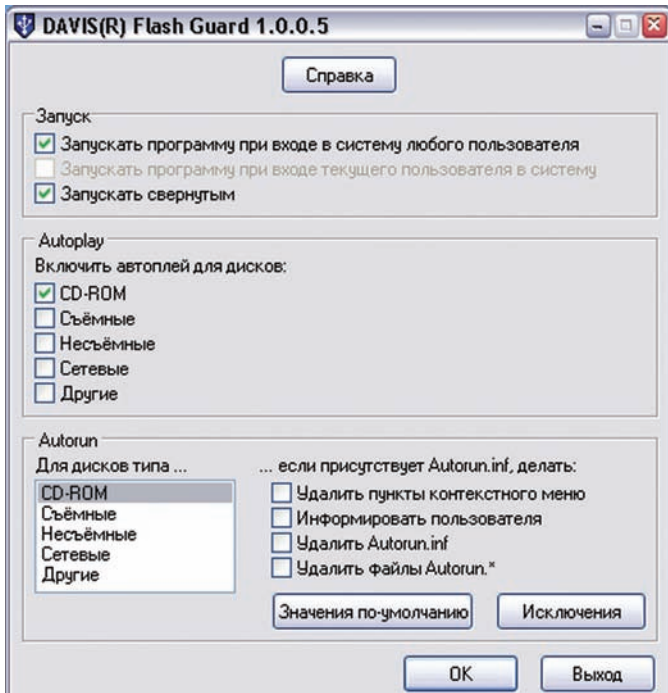 DAVIS(R) Flash Guard 1.0.0.5
Справка
Запуск
Запускать программу при входе в систему любого пользователя
Запускать программу при входе текущего пользователя в систему
Запускать свернутым
Autoplay
Включить автоплей для дисков:
CD-ROM
Съёмные
Несъёмные
Сетевые
Другие
Autorun
Для дисков типа ...
CD-ROM
Съёмные
Несъёмные
Сетевые
Другие
... если присутствует Autorun.inf, делать:
Удалить пункты контекстного меню
Информировать пользователя
Удалить Autorun.inf
Удалить файлы Autorun.*
Значения по-умолчанию
Исключения
OK
Выход